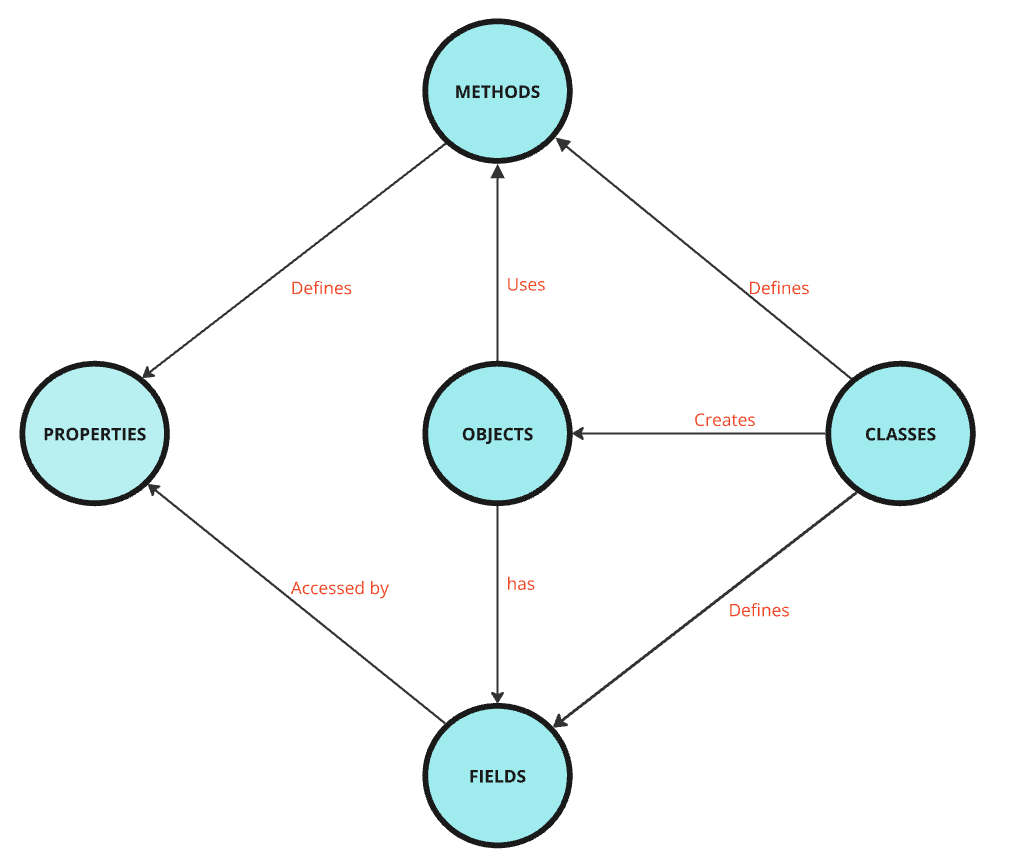 METHODS
Defines
Uses
Defines
PROPERTIES
OBJECTS
Creates
CLASSES
Accessed by
has
Defines
FIELDS